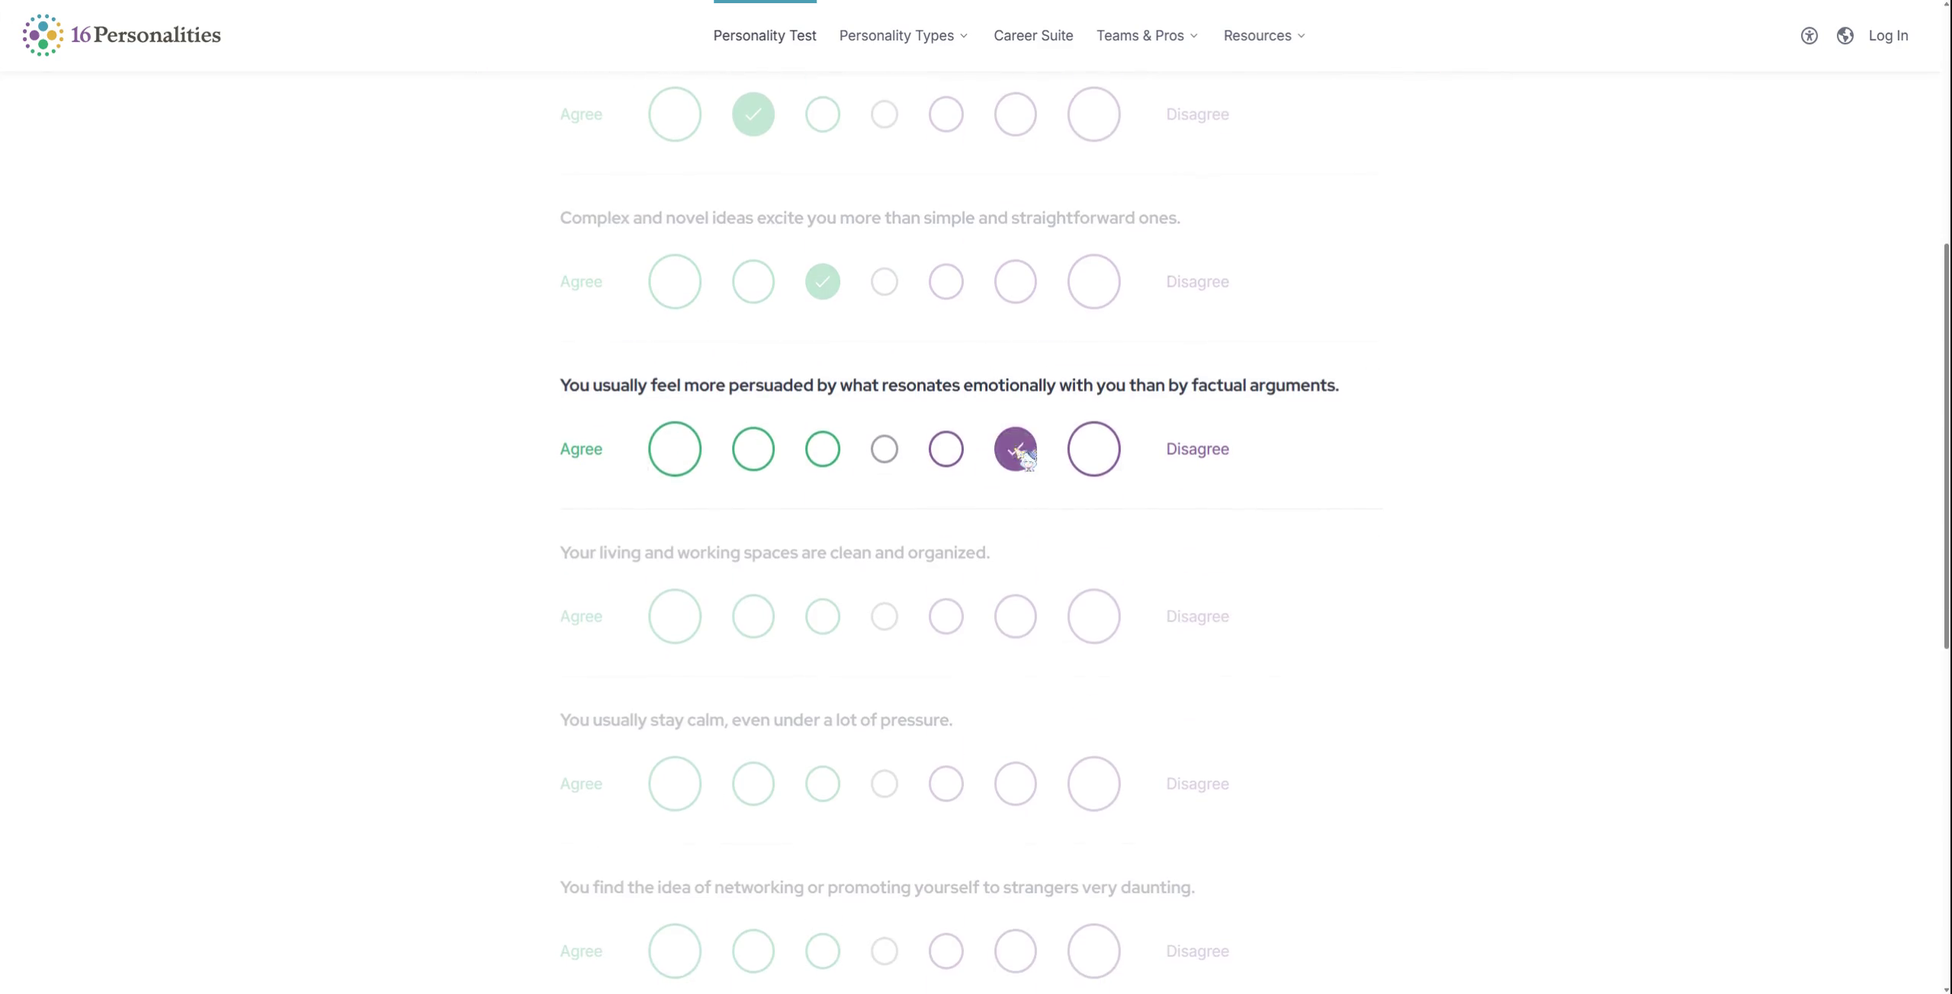 16Personalities
Personality Test Personality Types Career Suite Teams & Pros Resources Log In
Agree Disagree
Complex and novel ideas excite you more than simple and straightforward ones.
Agree Disagree
You usually feel more persuaded by what resonates emotionally with you than by factual arguments.
Agree Disagree
Your living and working spaces are clean and organized.
Agree Disagree
You usually stay calm, even under a lot of pressure.
Agree Disagree
You find the idea of networking or promoting yourself to strangers very daunting.
Agree Disagree